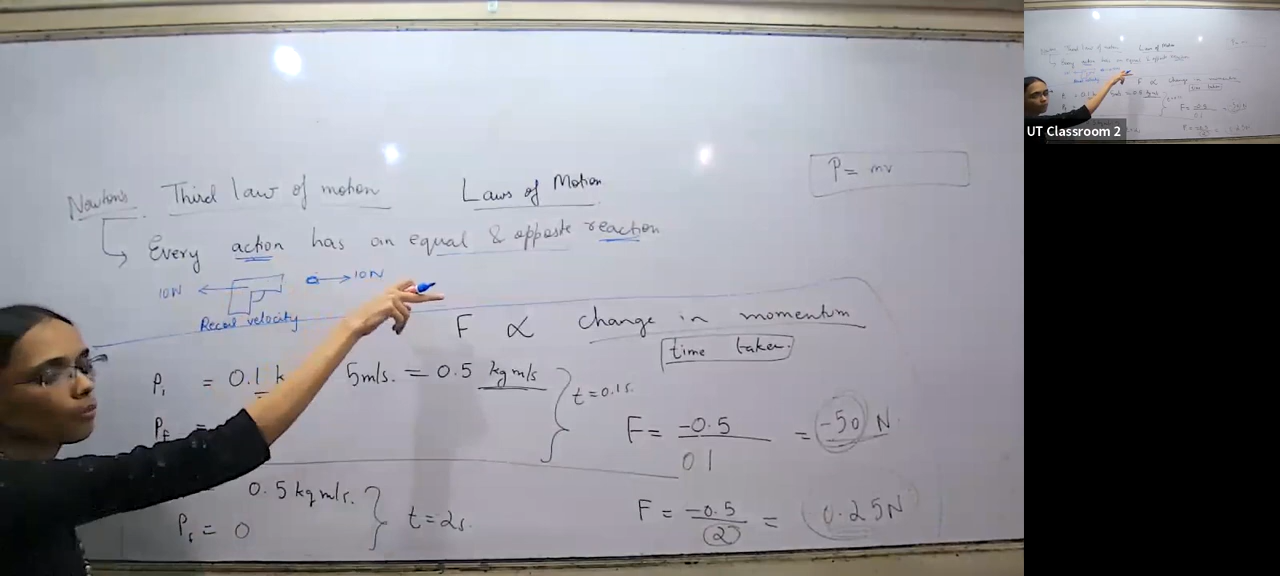 P = mv
Newton's Third law of motion Laws of Motion
Every action has an equal & opposite reaction
10N 10N
Recoil velocity
F ∝ change in momentum
time taken.
Pi = 0.1 k 5m/s. = 0.5 kg m/s
t = 0.1s.
F = -0.5 / 0.1 = -50 N
PF =
0.5 kg m/s.
t = 2s.
F = -0.5 / 2 = 0.25N
= 0
UT Classroom 2